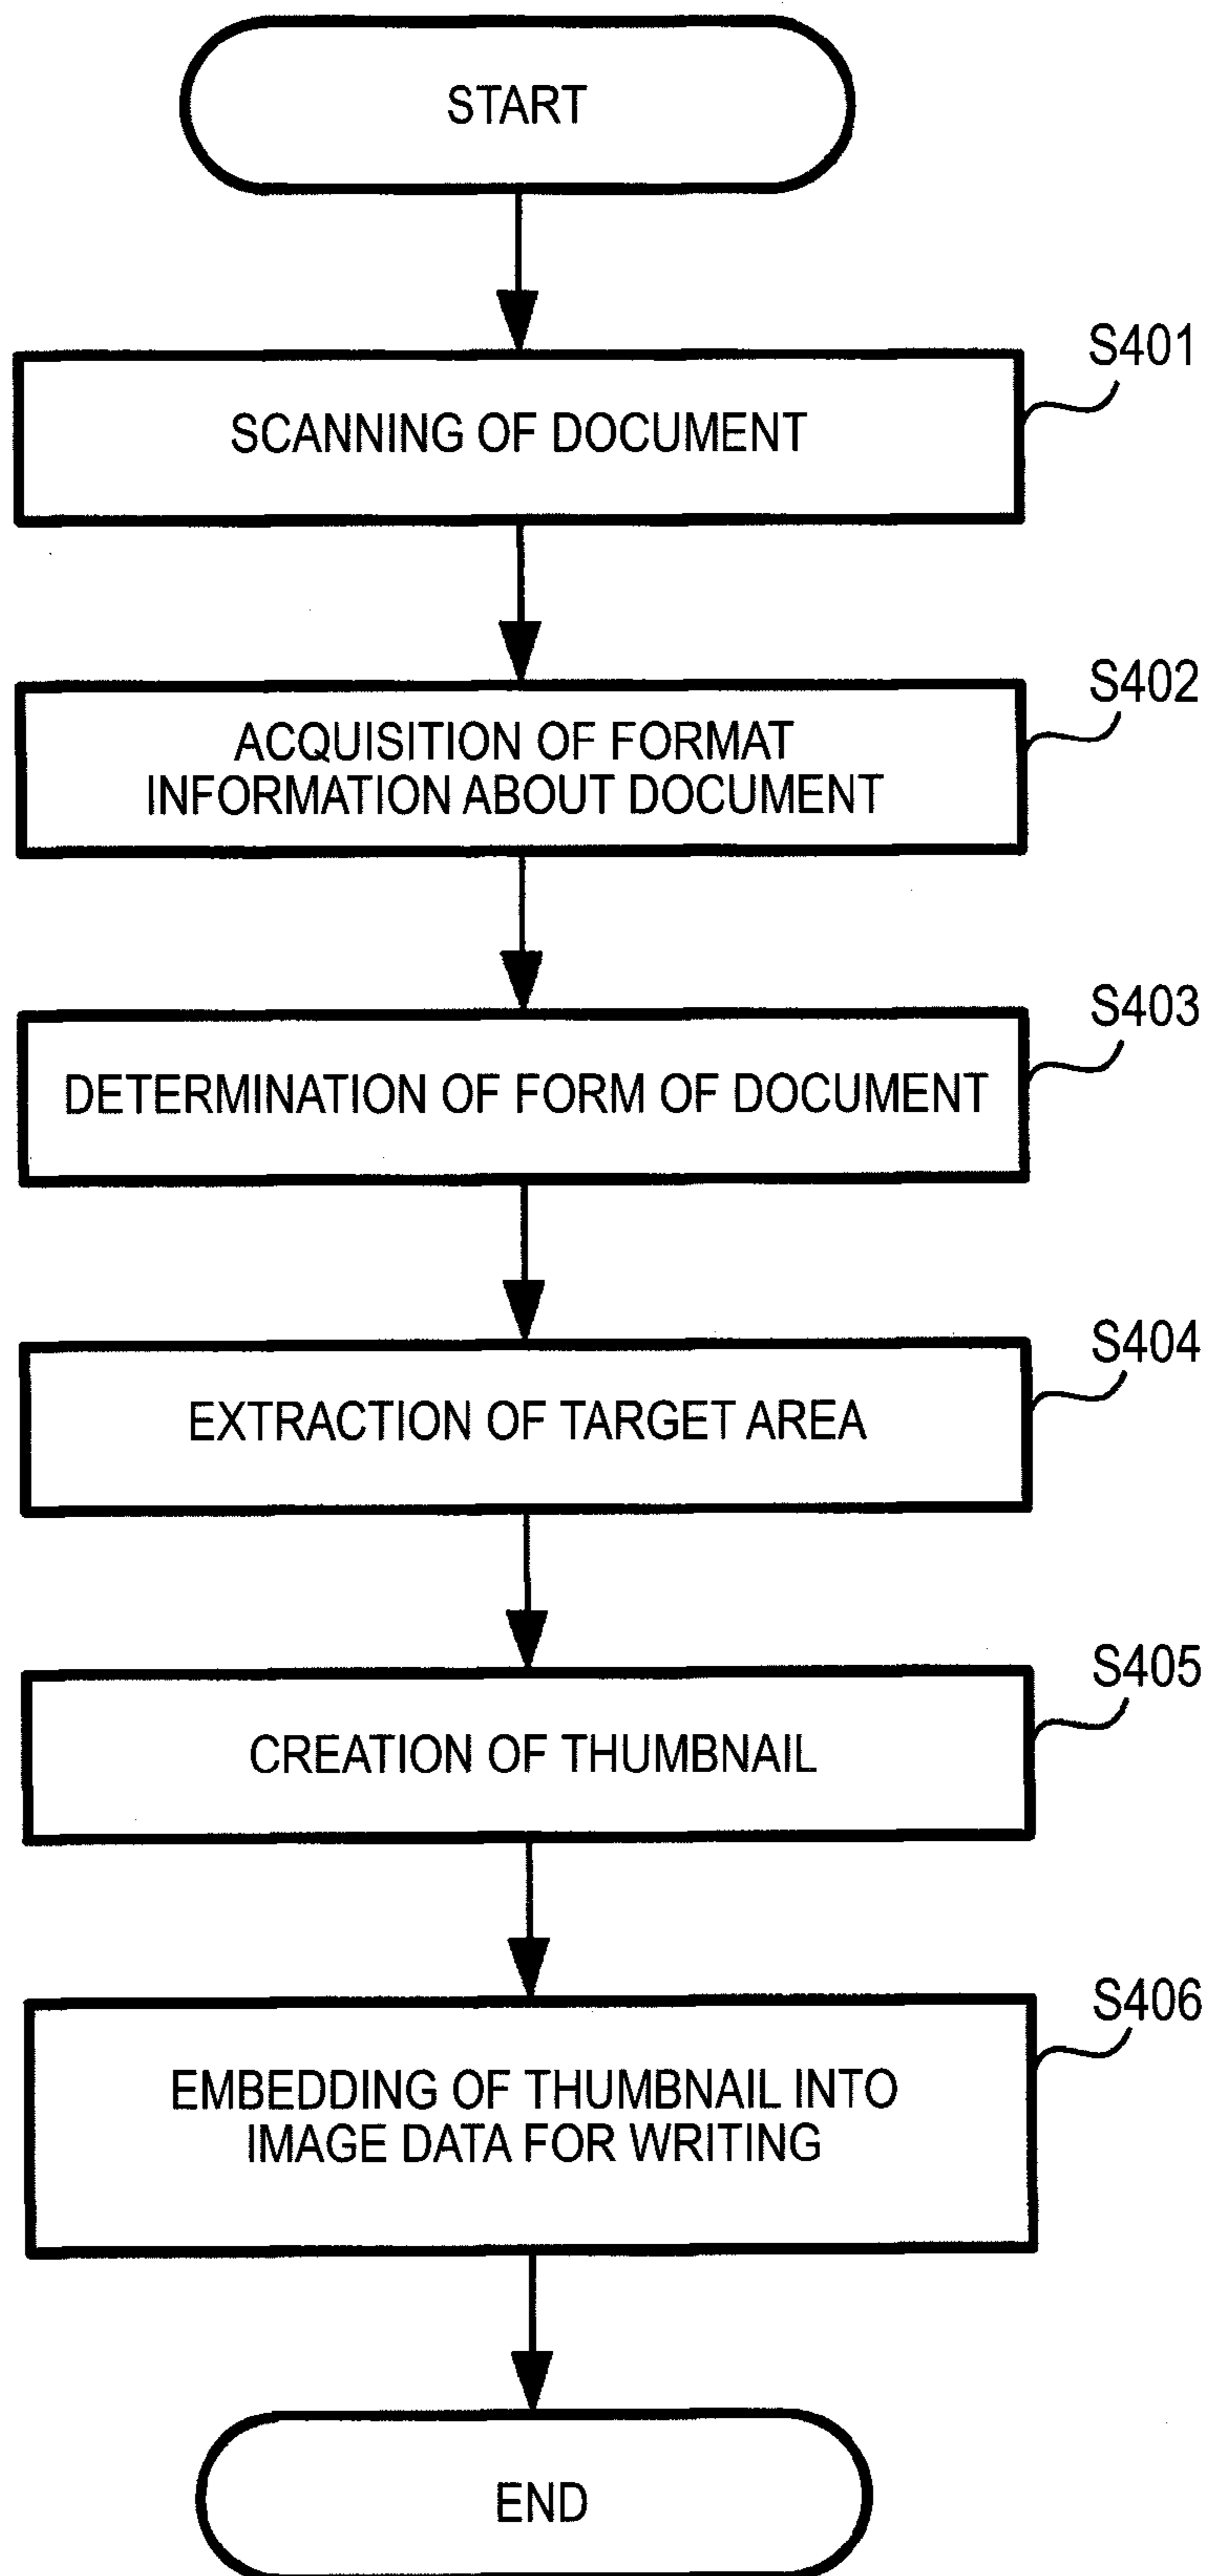 START
S401
SCANNING OF DOCUMENT
S402
ACQUISITION OF FORMAT
INFORMATION ABOUT DOCUMENT
S403
DETERMINATION OF FORM OF DOCUMENT
S404
EXTRACTION OF TARGET AREA
S405
CREATION OF THUMBNAIL
S406
EMBEDDING OF THUMBNAIL INTO
IMAGE DATA FOR WRITING
END